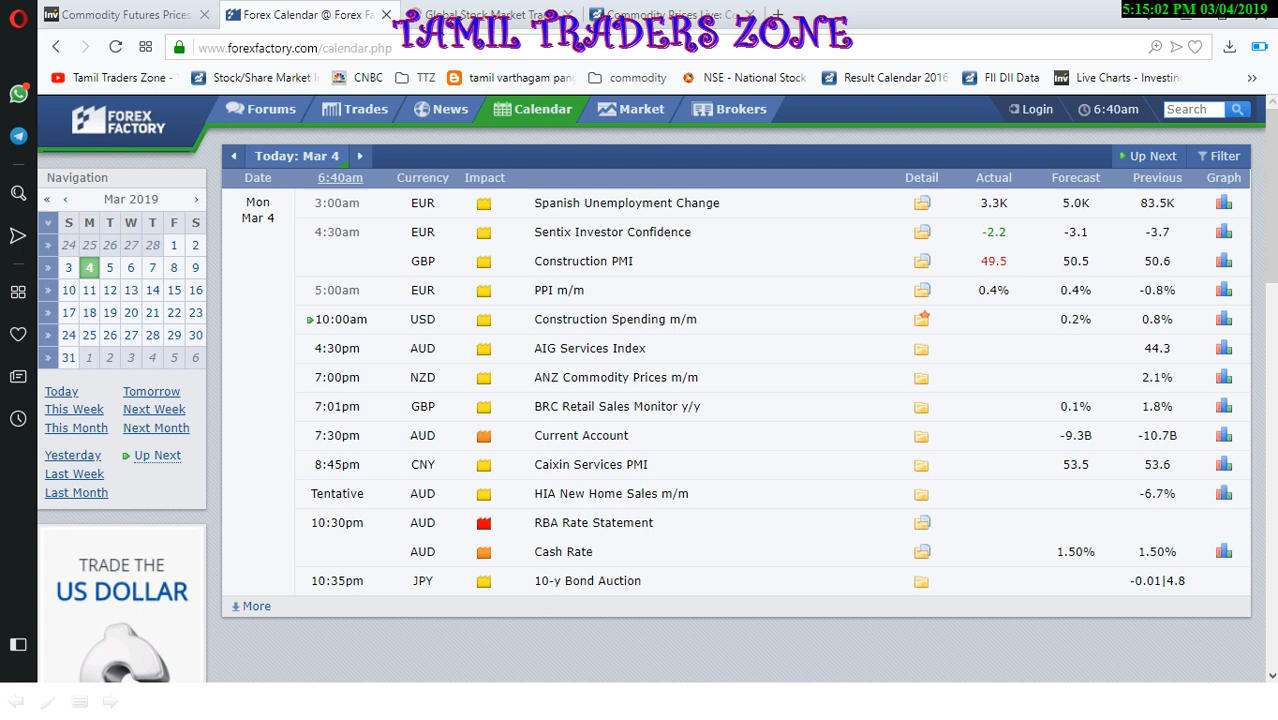 5:15:02 PM 03/04/2019
Commodity Futures Prices
Forex Calendar @ Forex Fa
Global Stock Market Tra
Commodity Prices Live: C
TAMIL TRADERS ZONE
www.forexfactory.com/calendar.php
Tamil Traders Zone -
Stock/Share Market I
CNBC
TTZ
tamil varthagam pang
commodity
NSE - National Stock
Result Calendar 2016
FII DII Data
Inv Live Charts - Investin
FOREX FACTORY
Forums
Trades
News
Calendar
Market
Brokers
Login
6:40am
Search
Navigation
« ‹ Mar 2019 ›
S M T W T F S
24 25 26 27 28 1 2
3 4 5 6 7 8 9
10 11 12 13 14 15 16
17 18 19 20 21 22 23
24 25 26 27 28 29 30
31 1 2 3 4 5 6
Today Tomorrow
This Week Next Week
This Month Next Month
Yesterday Up Next
Last Week
Last Month
TRADE THE
US DOLLAR
Today: Mar 4 Up Next Filter
Date 6:40am Currency Impact Detail Actual Forecast Previous Graph
Mon 3:00am EUR Spanish Unemployment Change 3.3K 5.0K 83.5K
Mar 4
4:30am EUR Sentix Investor Confidence -2.2 -3.1 -3.7
GBP Construction PMI 49.5 50.5 50.6
5:00am EUR PPI m/m 0.4% 0.4% -0.8%
10:00am USD Construction Spending m/m 0.2% 0.8%
4:30pm AUD AIG Services Index 44.3
7:00pm NZD ANZ Commodity Prices m/m 2.1%
7:01pm GBP BRC Retail Sales Monitor y/y 0.1% 1.8%
7:30pm AUD Current Account -9.3B -10.7B
8:45pm CNY Caixin Services PMI 53.5 53.6
Tentative AUD HIA New Home Sales m/m -6.7%
10:30pm AUD RBA Rate Statement
AUD Cash Rate 1.50% 1.50%
10:35pm JPY 10-y Bond Auction -0.01|4.8
More